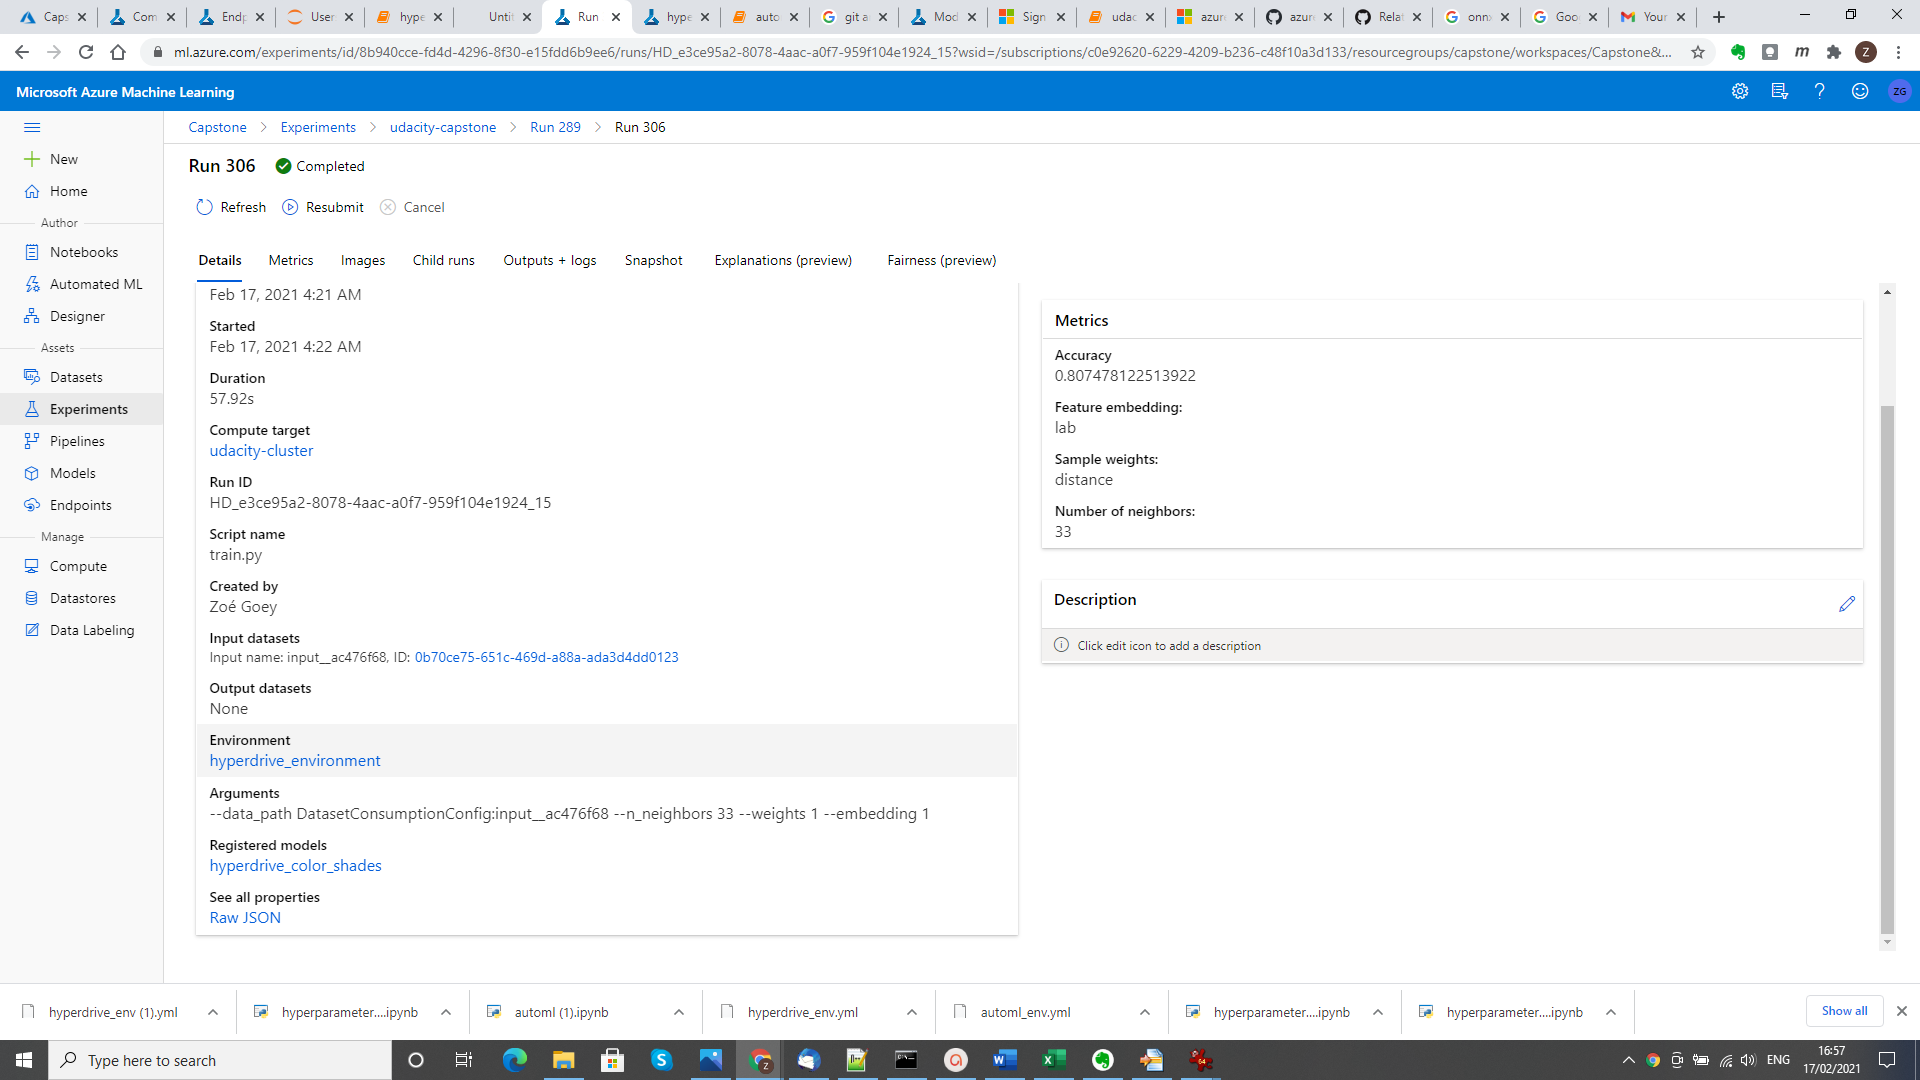 Caps
Com
Endp
User
hype
Untit
Run
hype
auto
git a
Mod
Sign
udac
azure
azur
Relat
onnx
Goo
Your
ml.azure.com/experiments/id/8b940cce-fd4d-4296-8f30-e15fdd6b9ee6/runs/HD_e3ce95a2-8078-4aac-a0f7-959f104e1924_15?wsid=/subscriptions/c0e92620-6229-4209-b236-c48f10a3d133/resourcegroups/capstone/workspaces/Capstone&...
Z
Microsoft Azure Machine Learning
ZG
Capstone > Experiments > udacity-capstone > Run 289 > Run 306
New
Home
Author
Notebooks
Automated ML
Designer
Assets
Datasets
Experiments
Pipelines
Models
Endpoints
Manage
Compute
Datastores
Data Labeling
Run 306 Completed
Refresh Resubmit Cancel
Details Metrics Images Child runs Outputs + logs Snapshot Explanations (preview) Fairness (preview)
Feb 17, 2021 4:21 AM
Started
Feb 17, 2021 4:22 AM
Duration
57.92s
Compute target
udacity-cluster
Run ID
HD_e3ce95a2-8078-4aac-a0f7-959f104e1924_15
Script name
train.py
Created by
Zoé Goey
Input datasets
Input name: input__ac476f68, ID: 0b70ce75-651c-469d-a88a-ada3d4dd0123
Output datasets
None
Environment
hyperdrive_environment
Arguments
--data_path DatasetConsumptionConfig:input__ac476f68 --n_neighbors 33 --weights 1 --embedding 1
Registered models
hyperdrive_color_shades
See all properties
Raw JSON
Metrics
Accuracy
0.807478122513922
Feature embedding:
lab
Sample weights:
distance
Number of neighbors:
33
Description
Click edit icon to add a description
hyperdrive_env (1).yml
hyperparameter....ipynb
automl (1).ipynb
hyperdrive_env.yml
automl_env.yml
hyperparameter....ipynb
hyperparameter....ipynb
Show all
Type here to search
ENG
16:57
17/02/2021